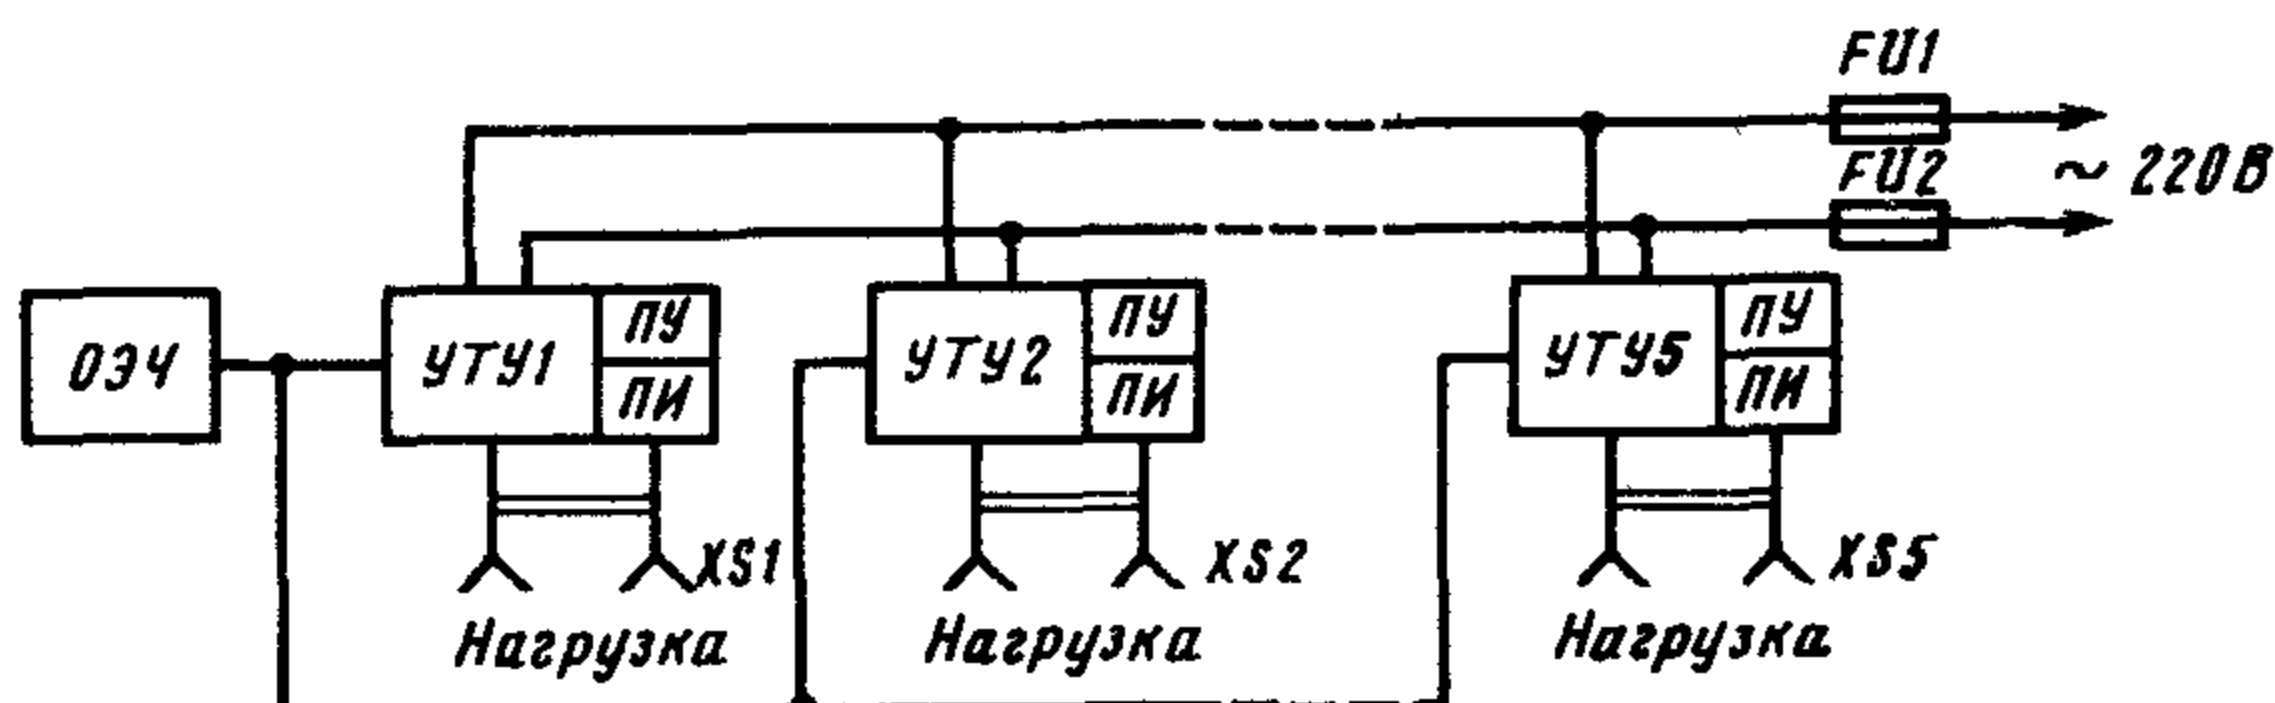 FU1
FU2
~ 220В
ОЭЧ
УТУ1
ПУ
ПИ
УТУ2
ПУ
ПИ
УТУ5
ПУ
ПИ
XS1
XS2
XS5
Нагрузка
Нагрузка
Нагрузка